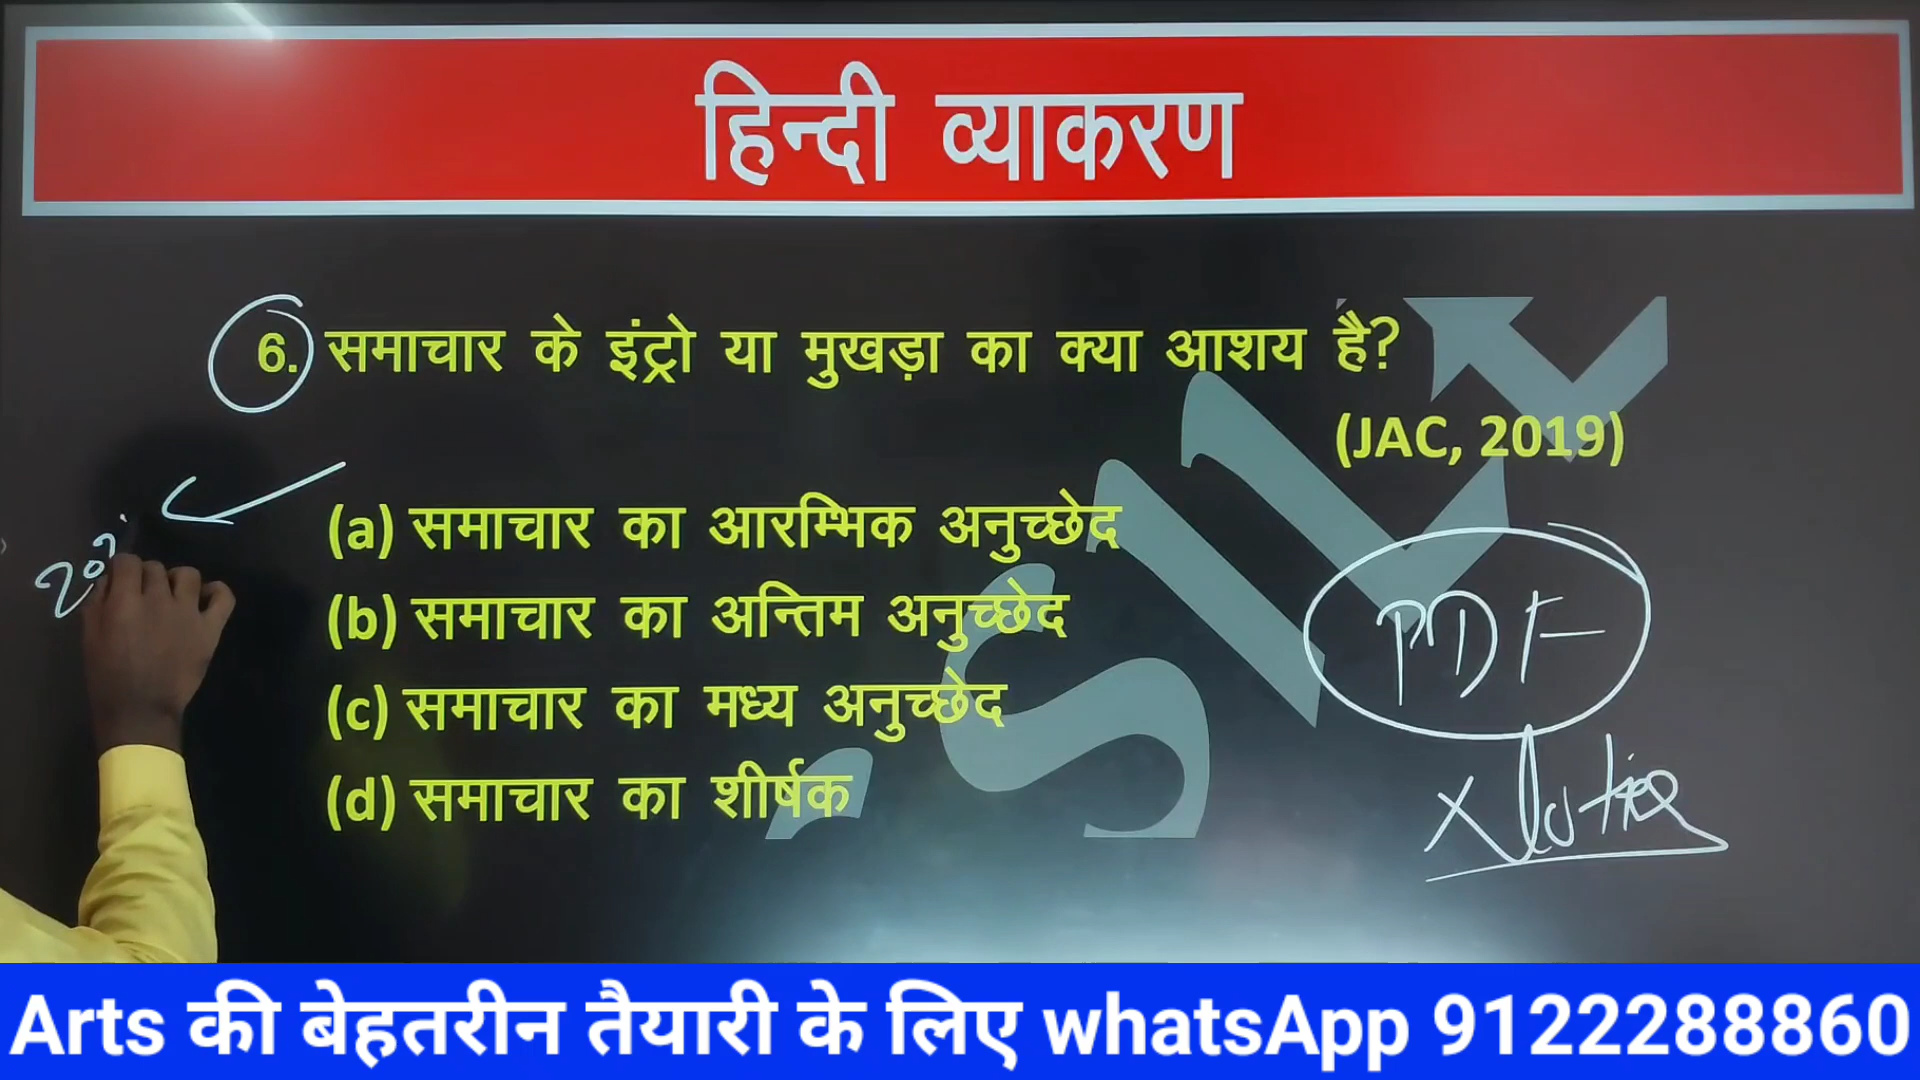 हिन्दी व्याकरण
6. समाचार के इंट्रो या मुखड़ा का क्या आशय है?
(JAC, 2019)
(a) समाचार का आरम्भिक अनुच्छेद
(b) समाचार का अन्तिम अनुच्छेद
(c) समाचार का मध्य अनुच्छेद
(d) समाचार का शीर्षक
PDF
Arts की बेहतरीन तैयारी के लिए whatsApp 9122288860